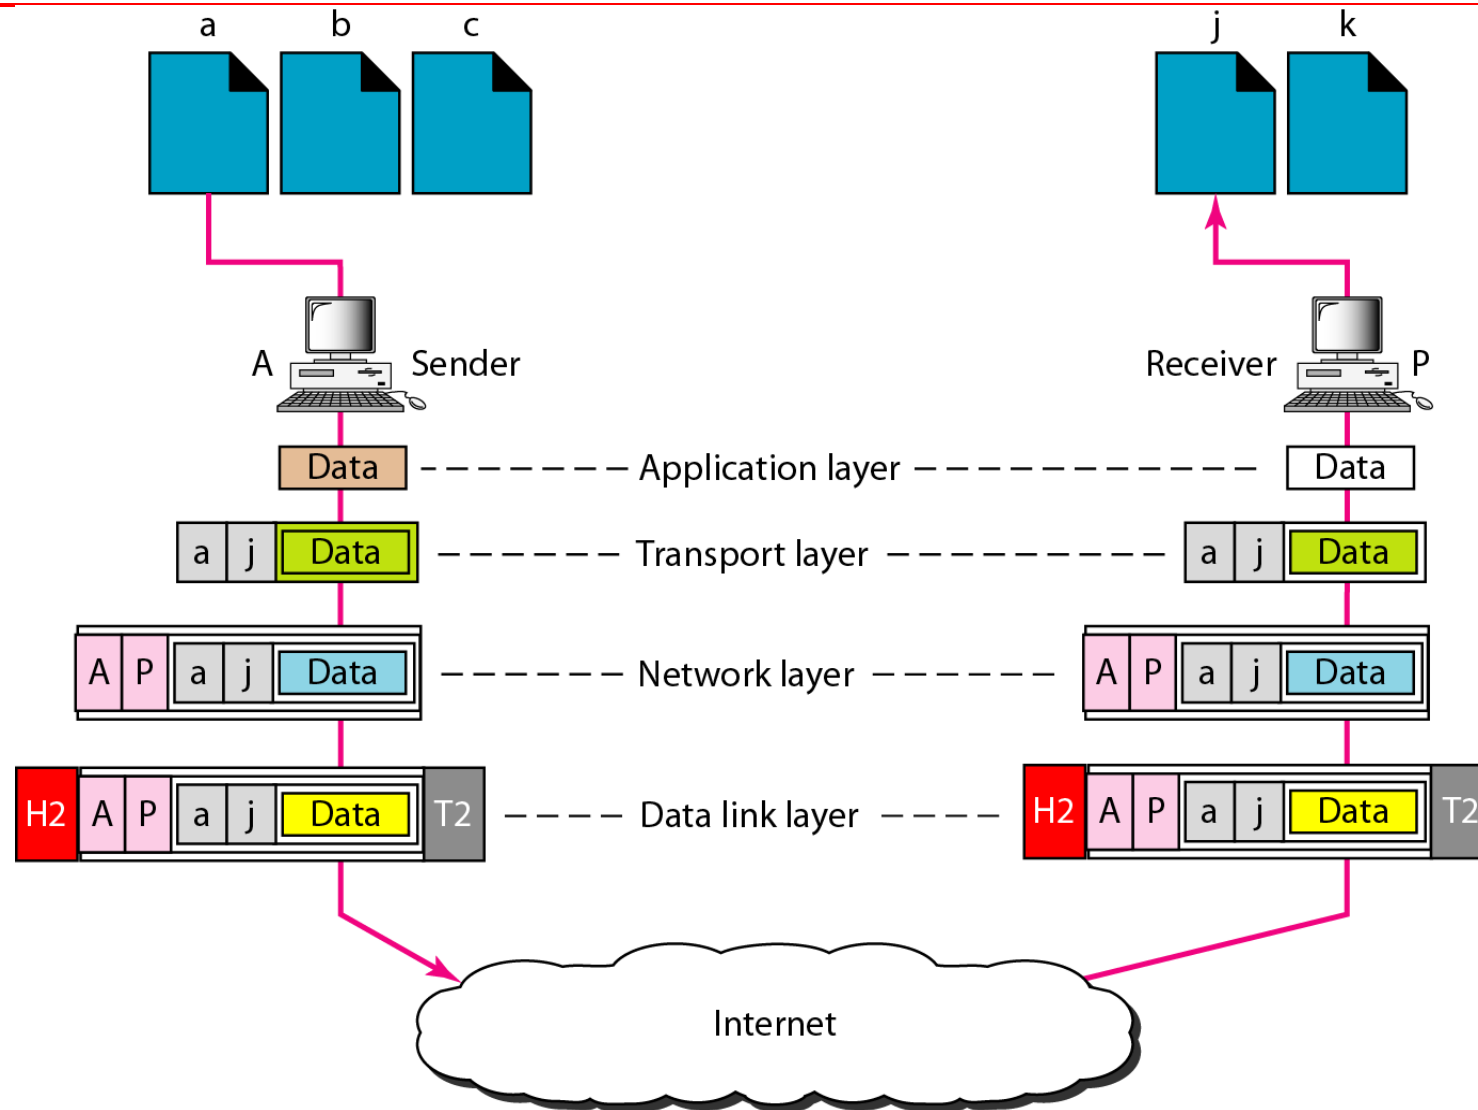 a b c j k
A Sender Receiver P
Data Application layer Data
a j Data Transport layer a j Data
A P a j Data Network layer A P a j Data
H2 A P a j Data T2 Data link layer H2 A P a j Data T2
Internet